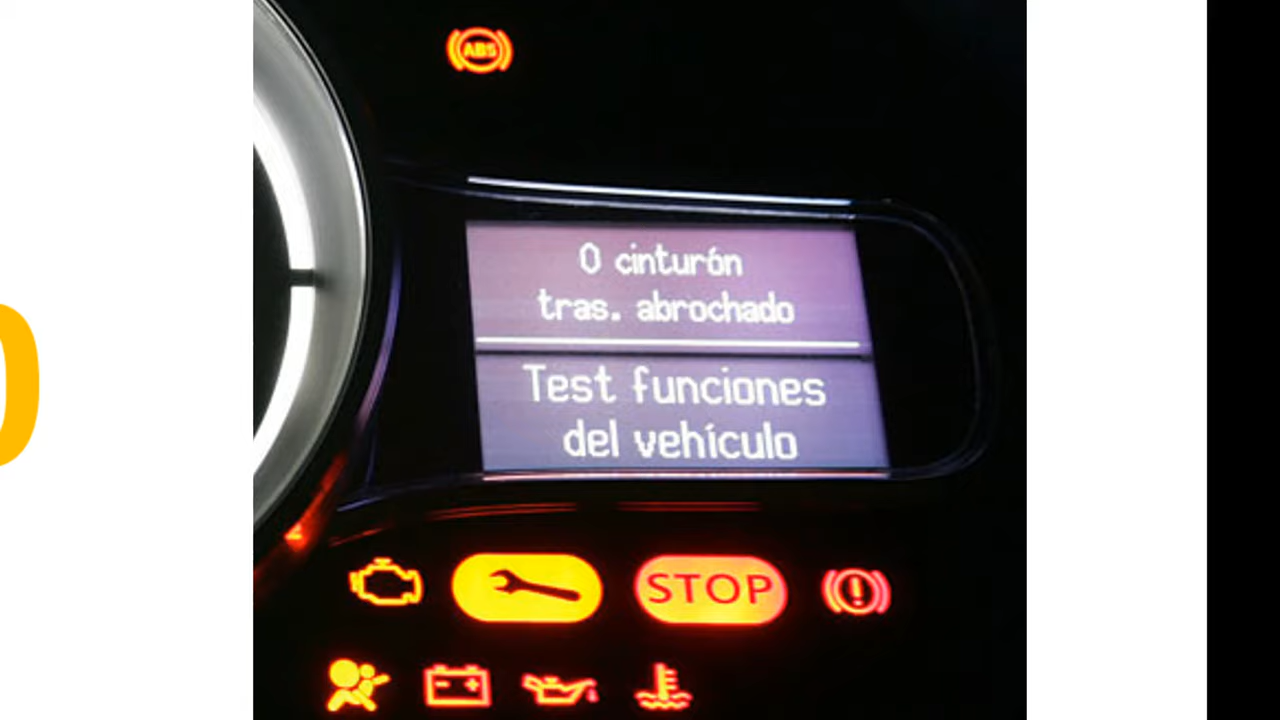 ABS
0 cinturón
tras. abrochado
Test funciones
del vehículo
STOP